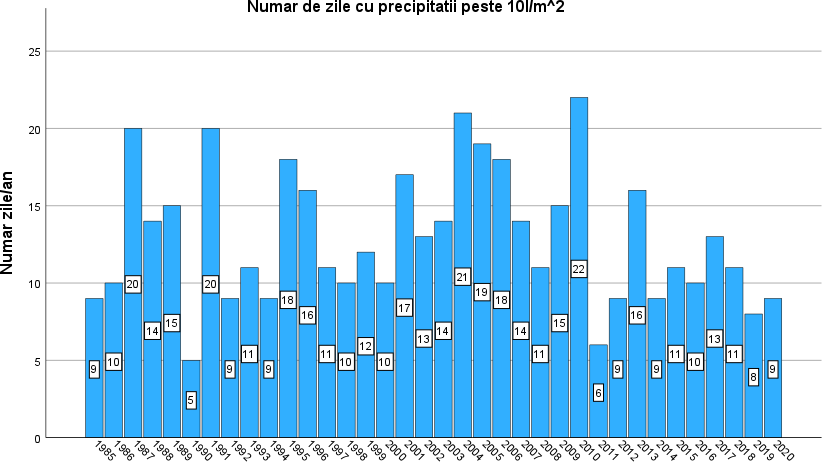 Numar de zile cu precipitatii peste 10l/m^2
Numar zile/an
25
20
15
10
5
0
9 10 20 14 15 5 20 9 11 9 18 16 11 10 12 10 17 13 14 21 19 18 14 11 15 22 6 9 16 9 11 10 13 11 8 9
1985 1986 1987 1988 1989 1990 1991 1992 1993 1994 1995 1996 1997 1998 1999 2000 2001 2002 2003 2004 2005 2006 2007 2008 2009 2010 2011 2012 2013 2014 2015 2016 2017 2018 2019 2020